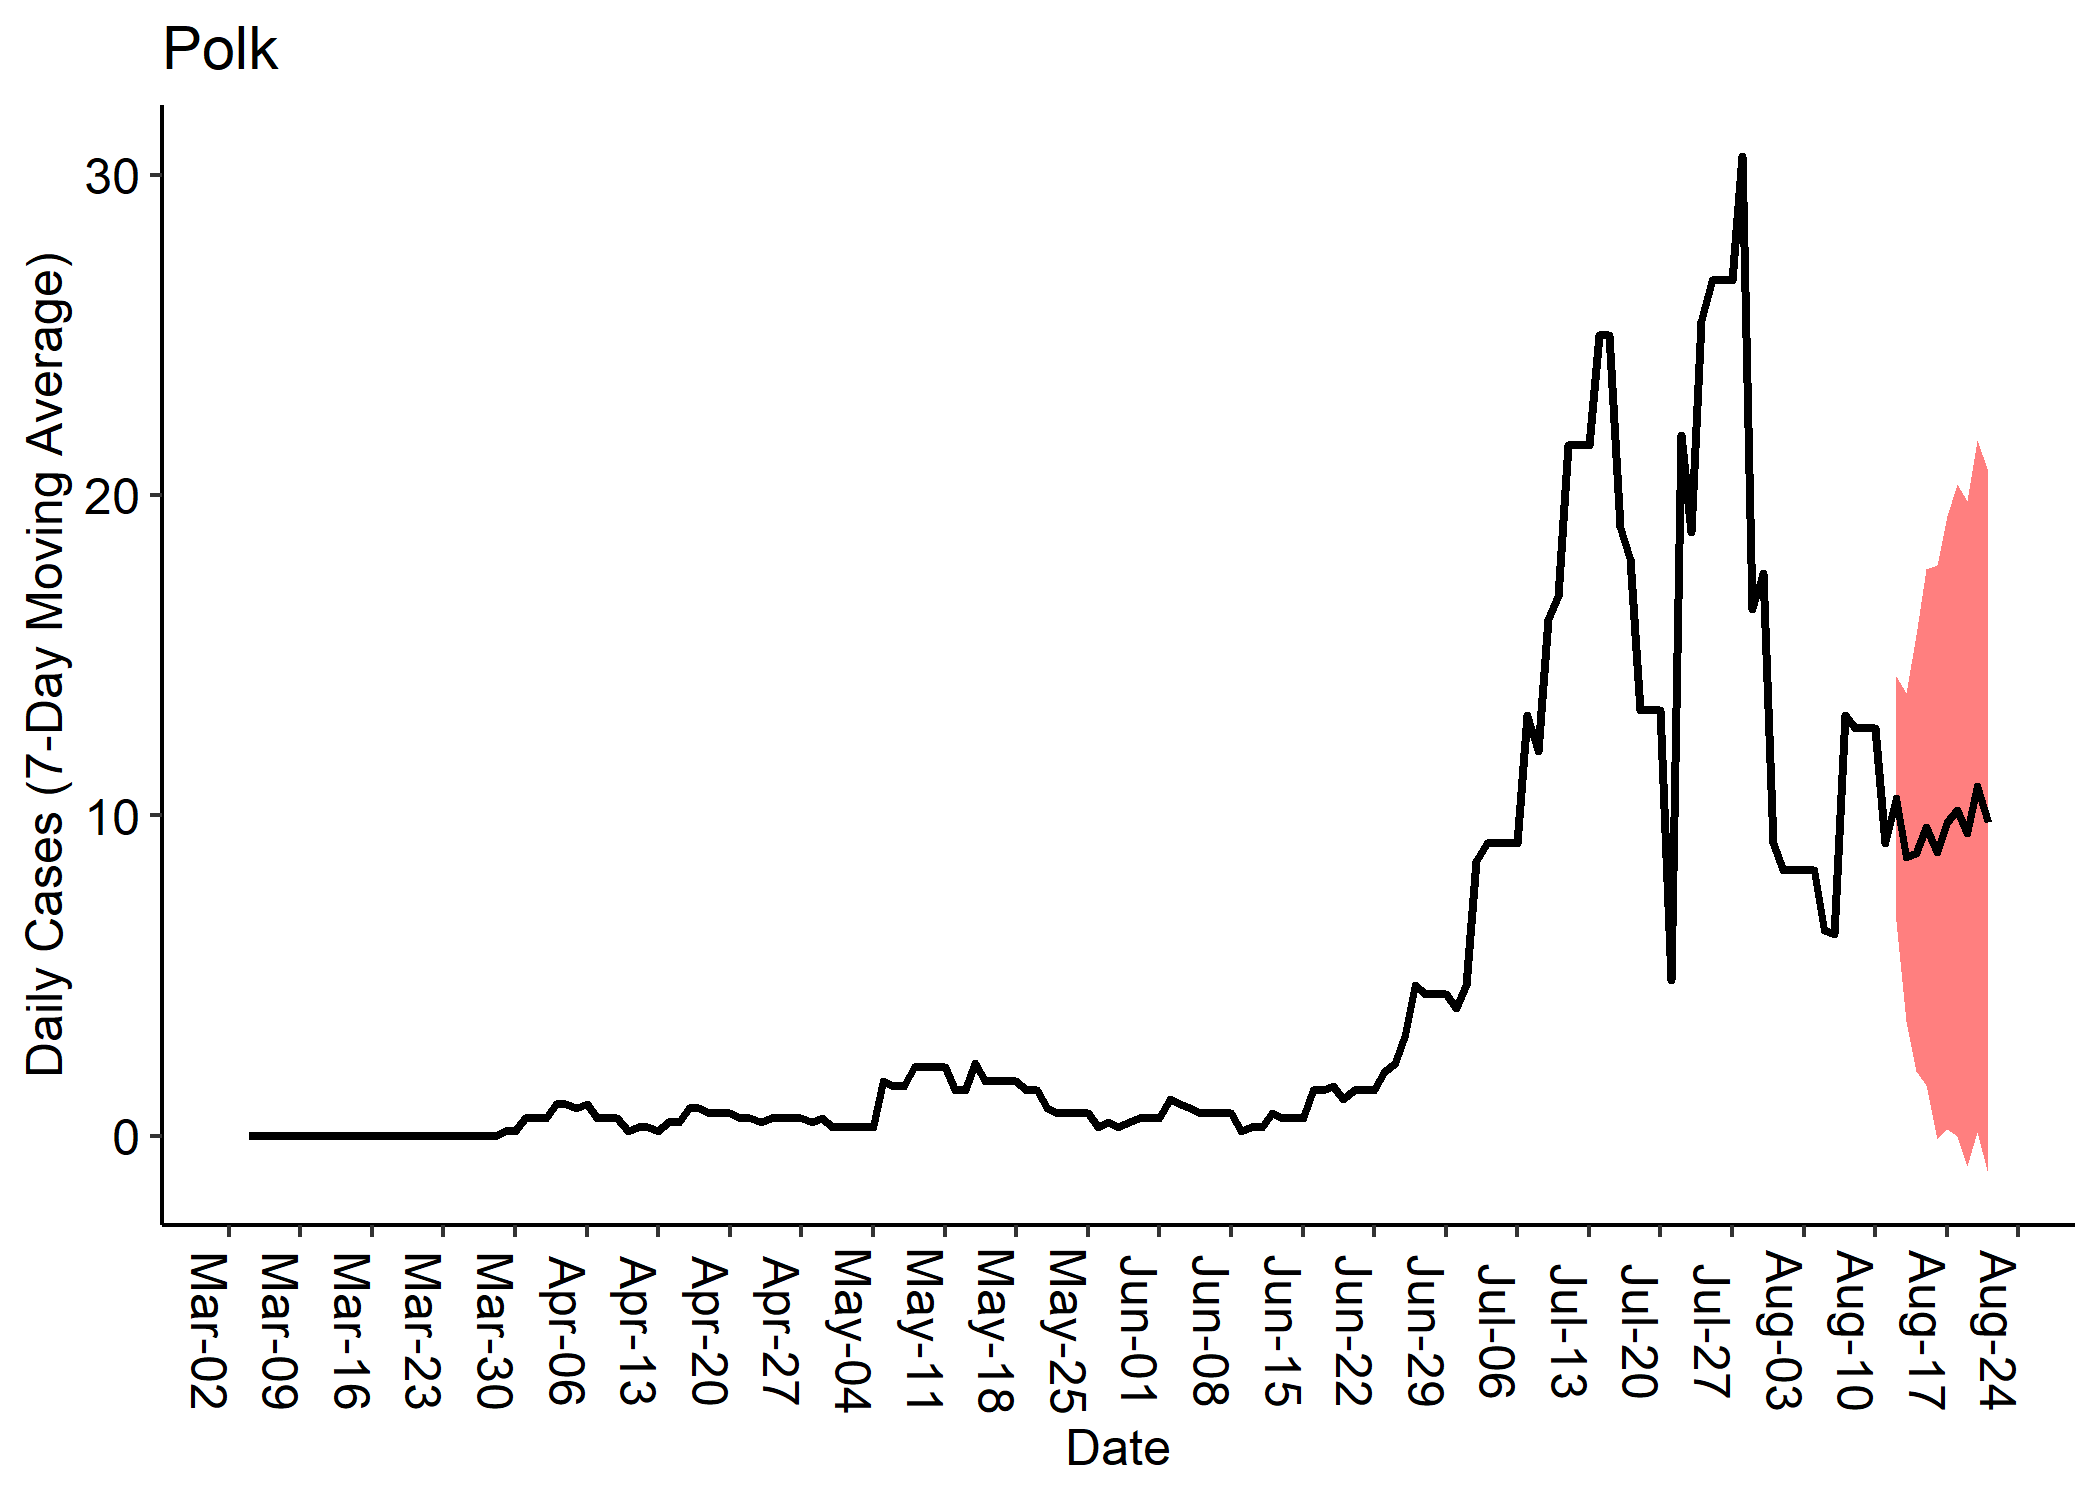 Polk
Daily Cases (7-Day Moving Average)
30
20
10
0
Mar-02
Mar-09
Mar-16
Mar-23
Mar-30
Apr-06
Apr-13
Apr-20
Apr-27
May-04
May-11
May-18
May-25
Jun-01
Jun-08
Jun-15
Jun-22
Jun-29
Jul-06
Jul-13
Jul-20
Jul-27
Aug-03
Aug-10
Aug-17
Aug-24
Date